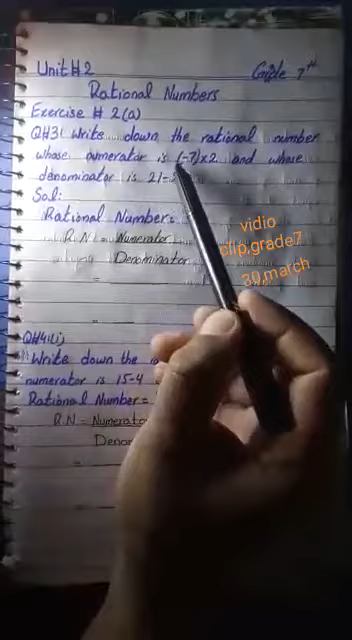 Unit # 2 Grade 7th
Rational Numbers
Exercise # 2(a)
Q#3: Write down the rational number
whose numerator is (-7)x2 and whose
denominator is 21-
Sol:
Rational Number =
R.N = Numerator
Denominator
=
=
vidio
clip,grade7
30,march
Q#4:(i)
Write down the
numerator is 15-4
Rational Number =
R.N =
=